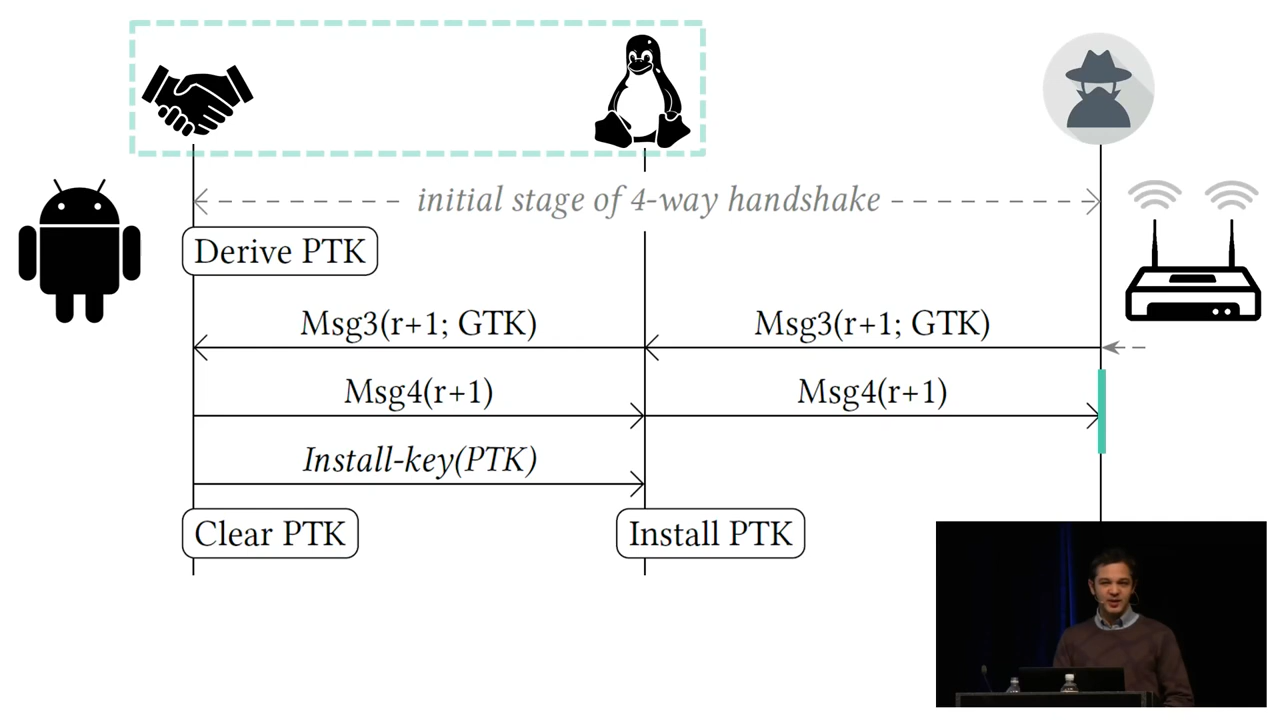 initial stage of 4-way handshake
Derive PTK
Msg3(r+1; GTK)
Msg3(r+1; GTK)
Msg4(r+1)
Msg4(r+1)
Install-key(PTK)
Clear PTK
Install PTK